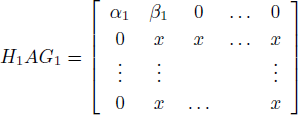 H₁AG₁ = [ α₁ β₁ 0 … 0
0 x x … x
⋮ ⋮ ⋮
0 x … x ]